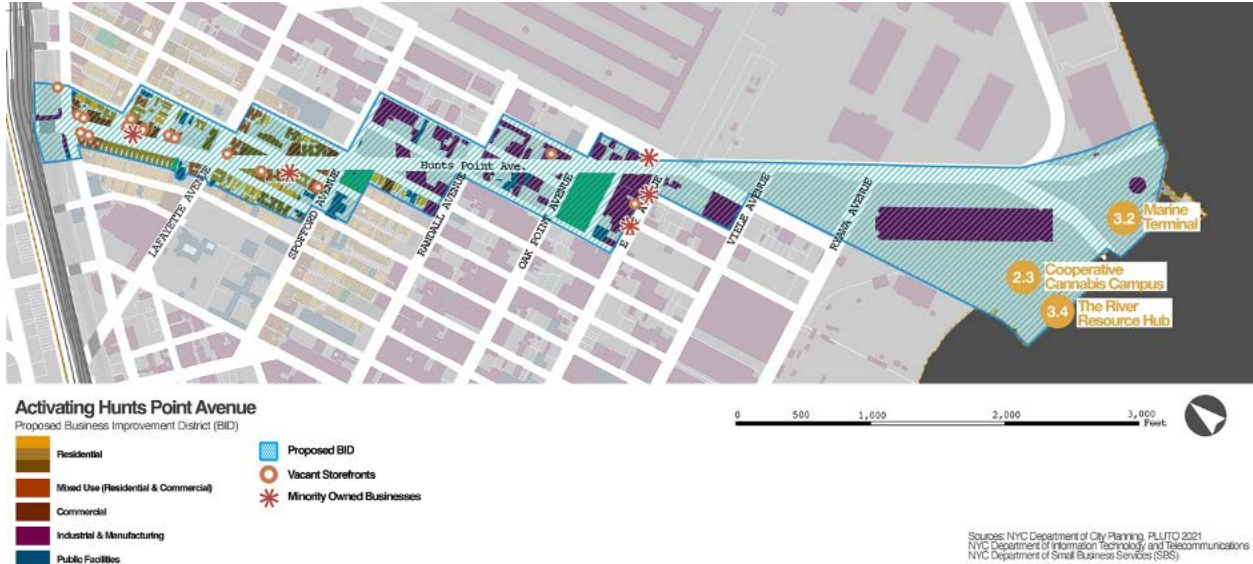 Hunts Point Ave.
LAFAYETTE AVENUE
SPOFFORD AVENUE
RANDALL AVENUE
OAK POINT AVENUE
E
AVENUE
VIELE AVENUE
RYAWA AVENUE
3.2 Marine
Terminal
2.3 Cooperative
Cannabis Campus
3.4 The River
Resource Hub
Activating Hunts Point Avenue
Proposed Business Improvement District (BID)
Residential
Mixed Use (Residential & Commercial)
Commercial
Industrial & Manufacturing
Public Facilities
Proposed BID
Vacant Storefronts
Minority Owned Businesses
0 500 1,000 2,000 3,000
Feet
Sources: NYC Department of City Planning, PLUTO 2021
NYC Department of Information Technology and Telecommunications
NYC Department of Small Business Services (SBS).